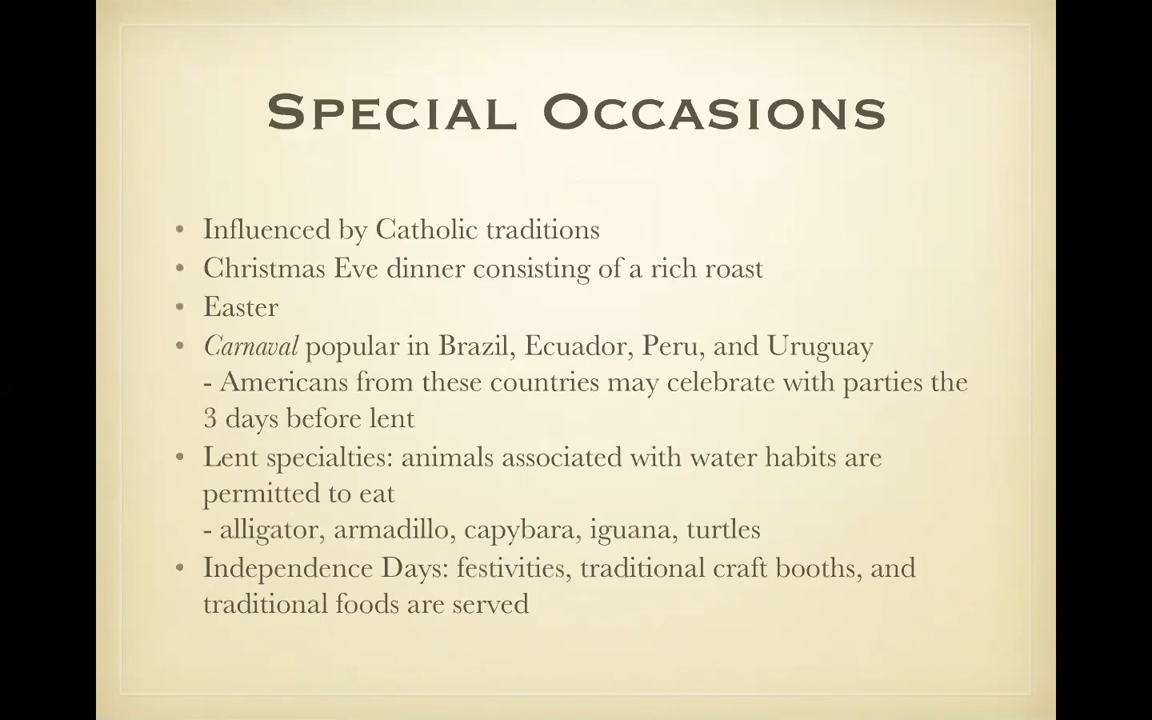 Special Occasions
• Influenced by Catholic traditions
• Christmas Eve dinner consisting of a rich roast
• Easter
• Carnaval popular in Brazil, Ecuador, Peru, and Uruguay
- Americans from these countries may celebrate with parties the
3 days before lent
• Lent specialties: animals associated with water habits are
permitted to eat
- alligator, armadillo, capybara, iguana, turtles
• Independence Days: festivities, traditional craft booths, and
traditional foods are served